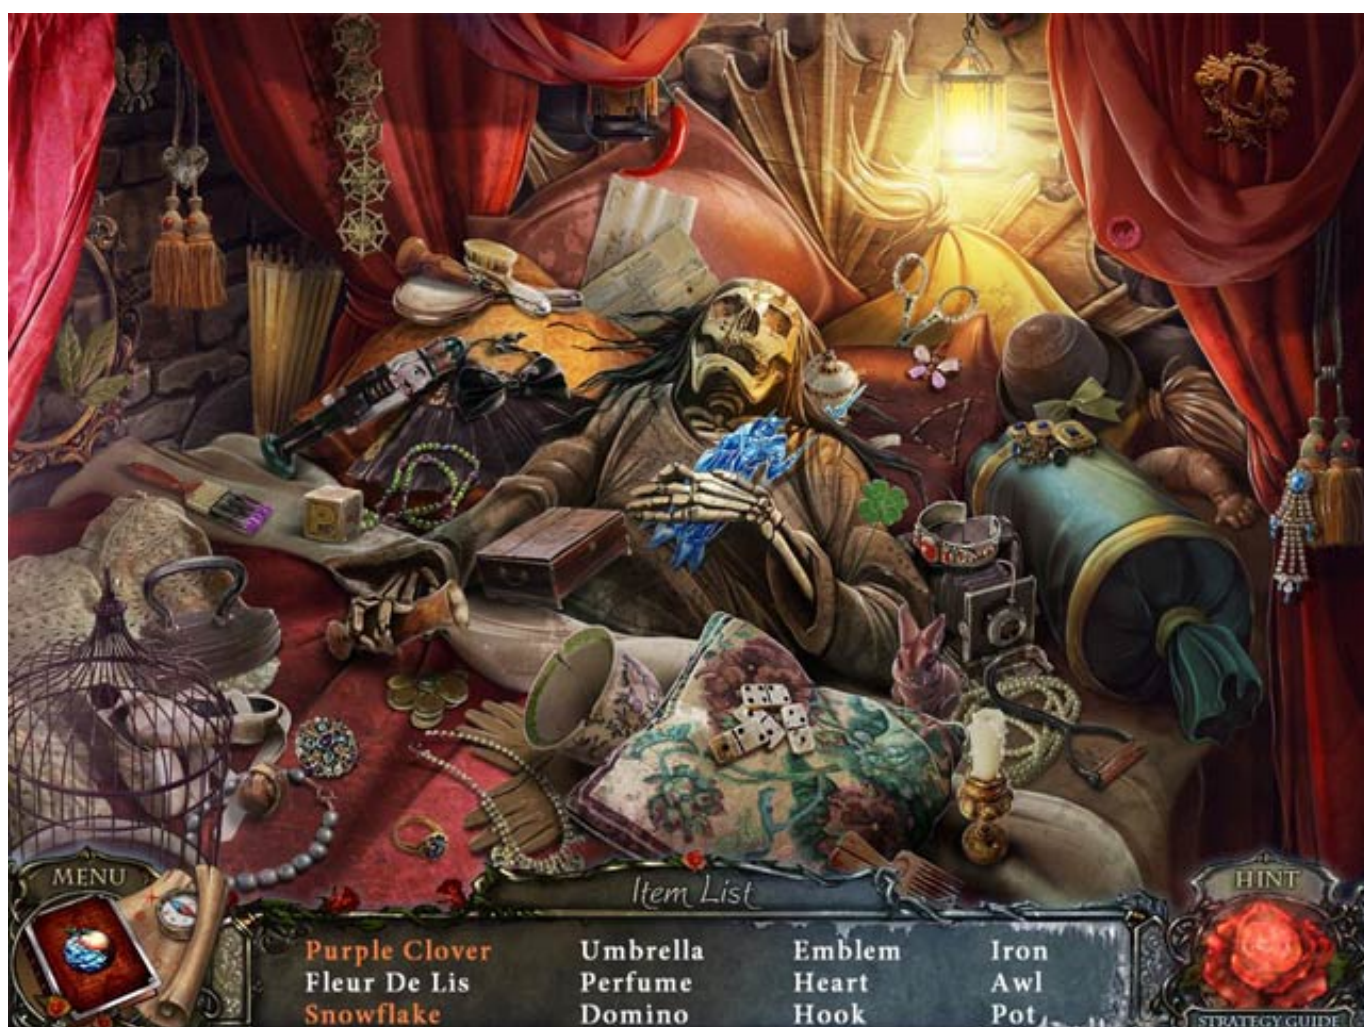 Q
P
MENU
Item List
HINT
Purple Clover Umbrella Emblem Iron
Fleur De Lis Perfume Heart Awl
Snowflake Domino Hook Pot
STRATEGY GUIDE